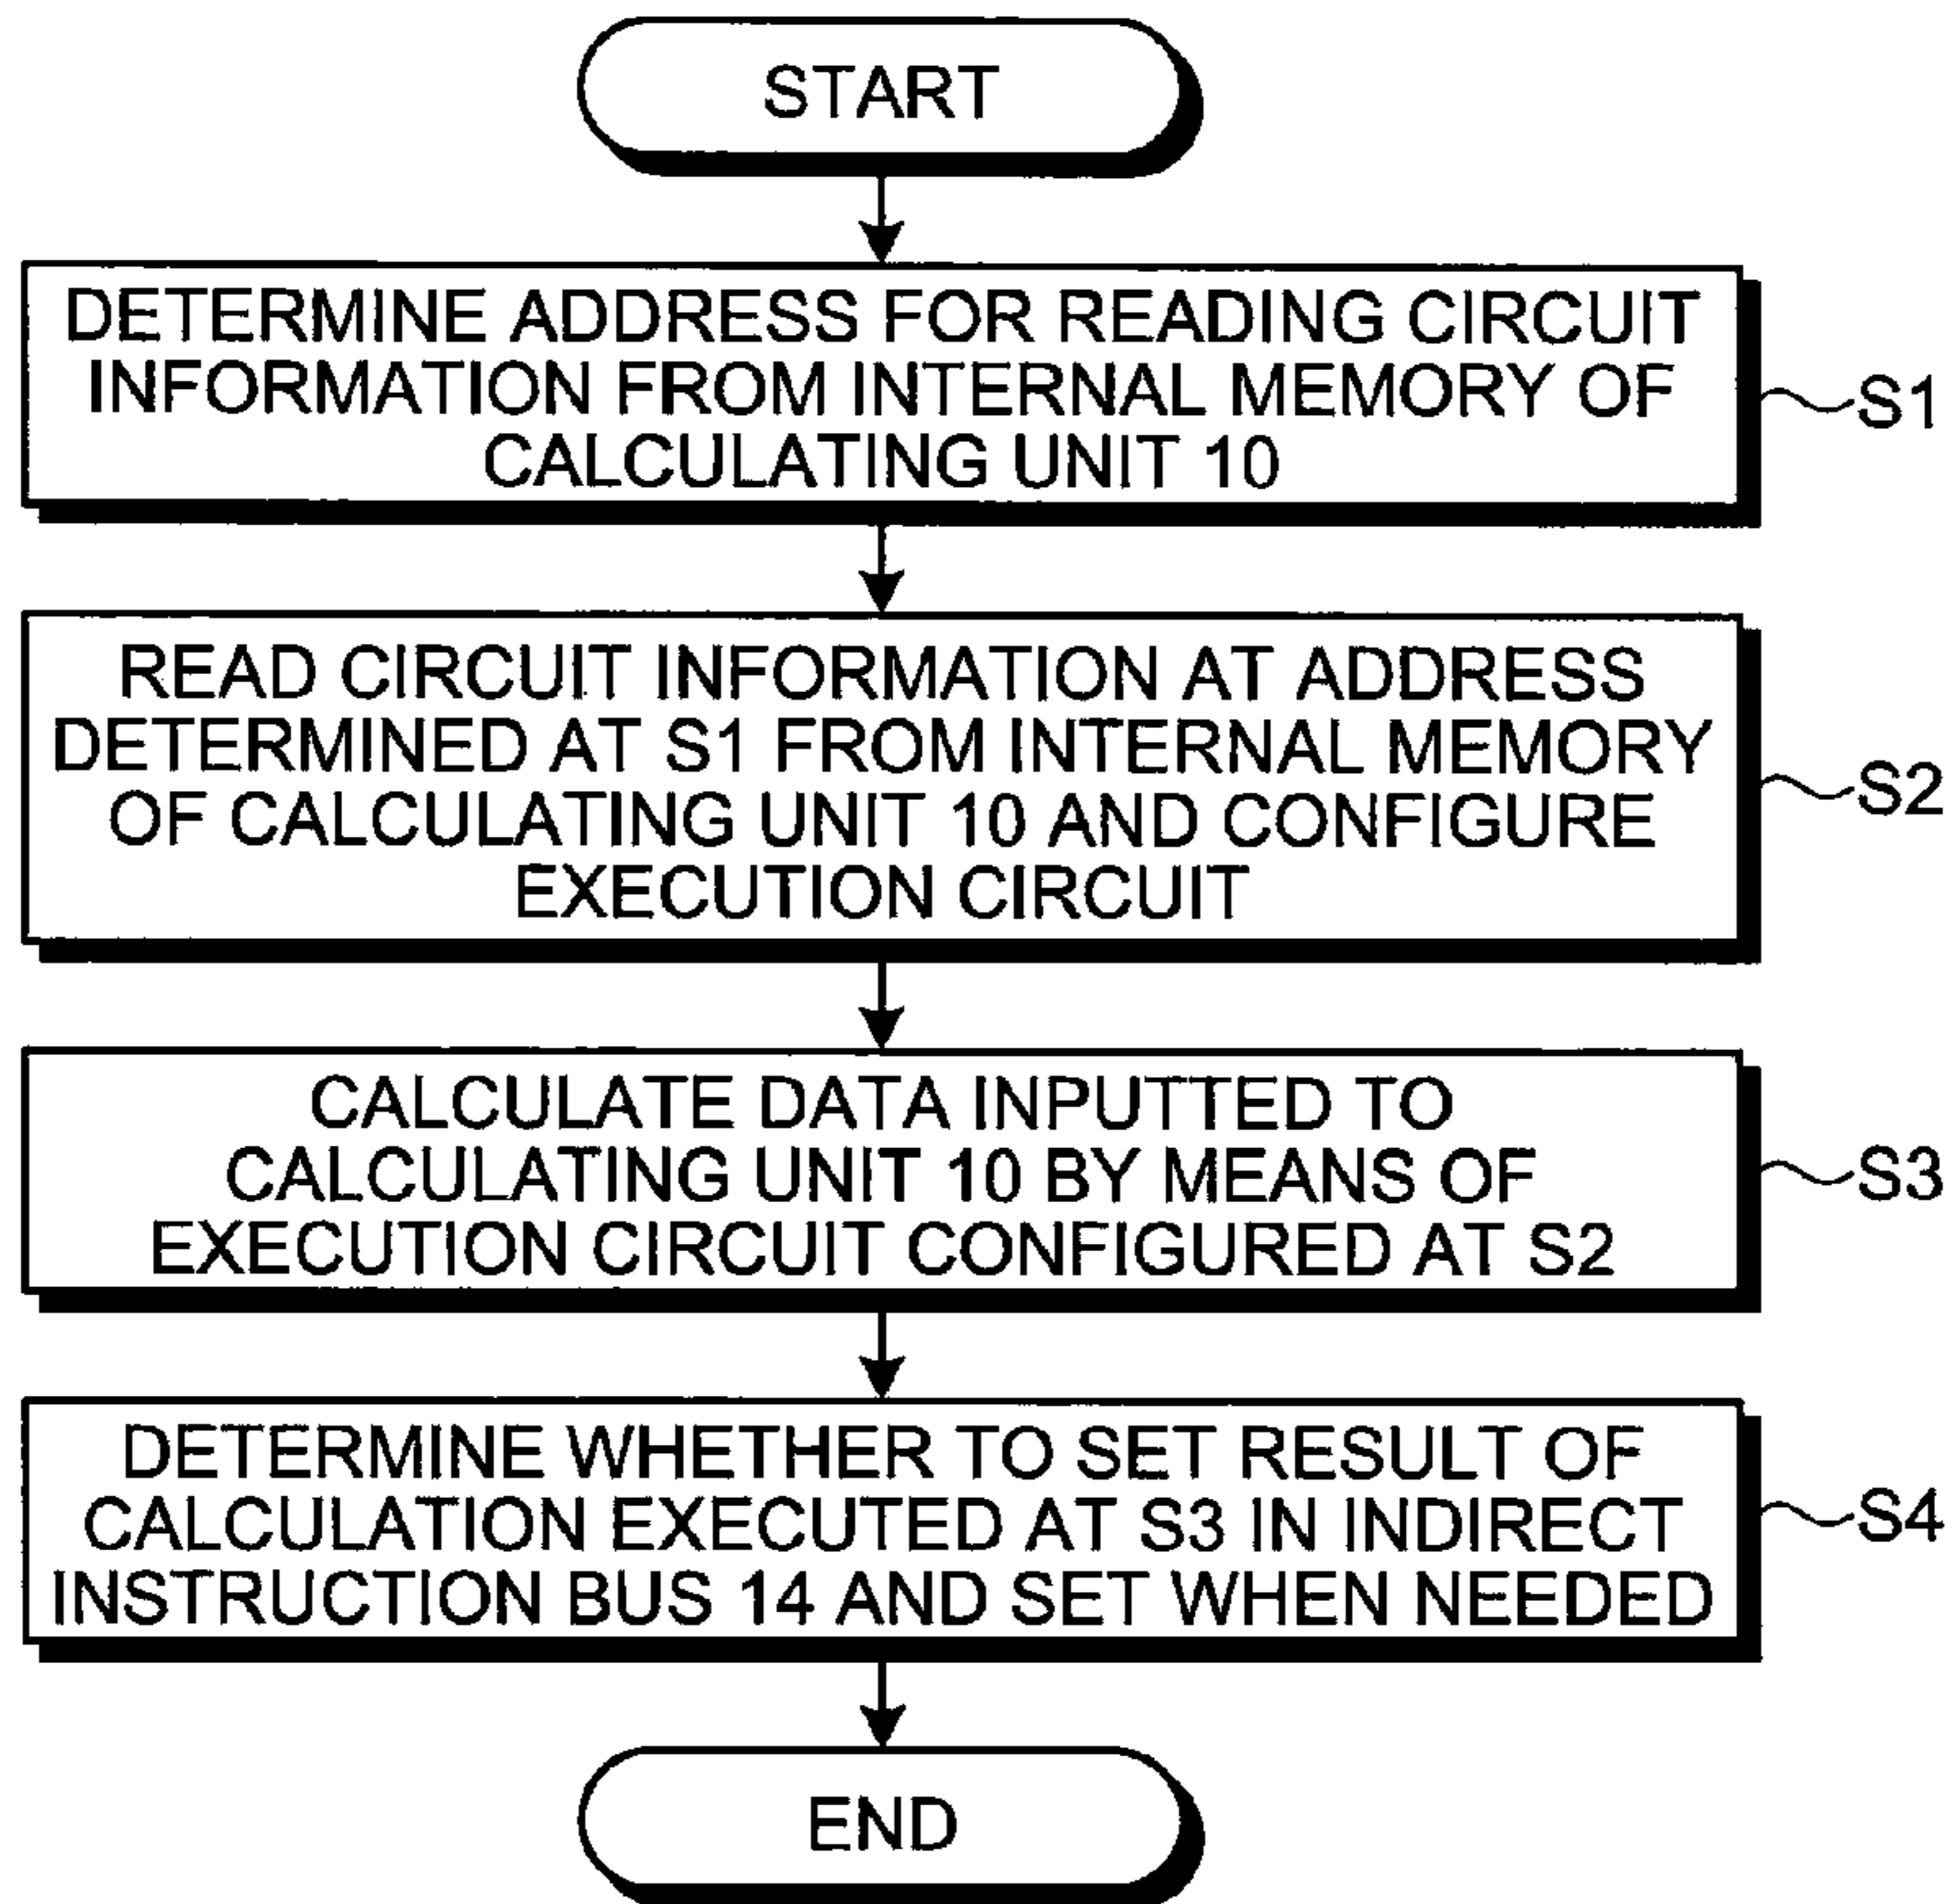 START
DETERMINE ADDRESS FOR READING CIRCUIT
INFORMATION FROM INTERNAL MEMORY OF
CALCULATING UNIT 10
S1
READ CIRCUIT INFORMATION AT ADDRESS
DETERMINED AT S1 FROM INTERNAL MEMORY
OF CALCULATING UNIT 10 AND CONFIGURE
EXECUTION CIRCUIT
S2
CALCULATE DATA INPUTTED TO
CALCULATING UNIT 10 BY MEANS OF
EXECUTION CIRCUIT CONFIGURED AT S2
S3
DETERMINE WHETHER TO SET RESULT OF
CALCULATION EXECUTED AT S3 IN INDIRECT
INSTRUCTION BUS 14 AND SET WHEN NEEDED
S4
END